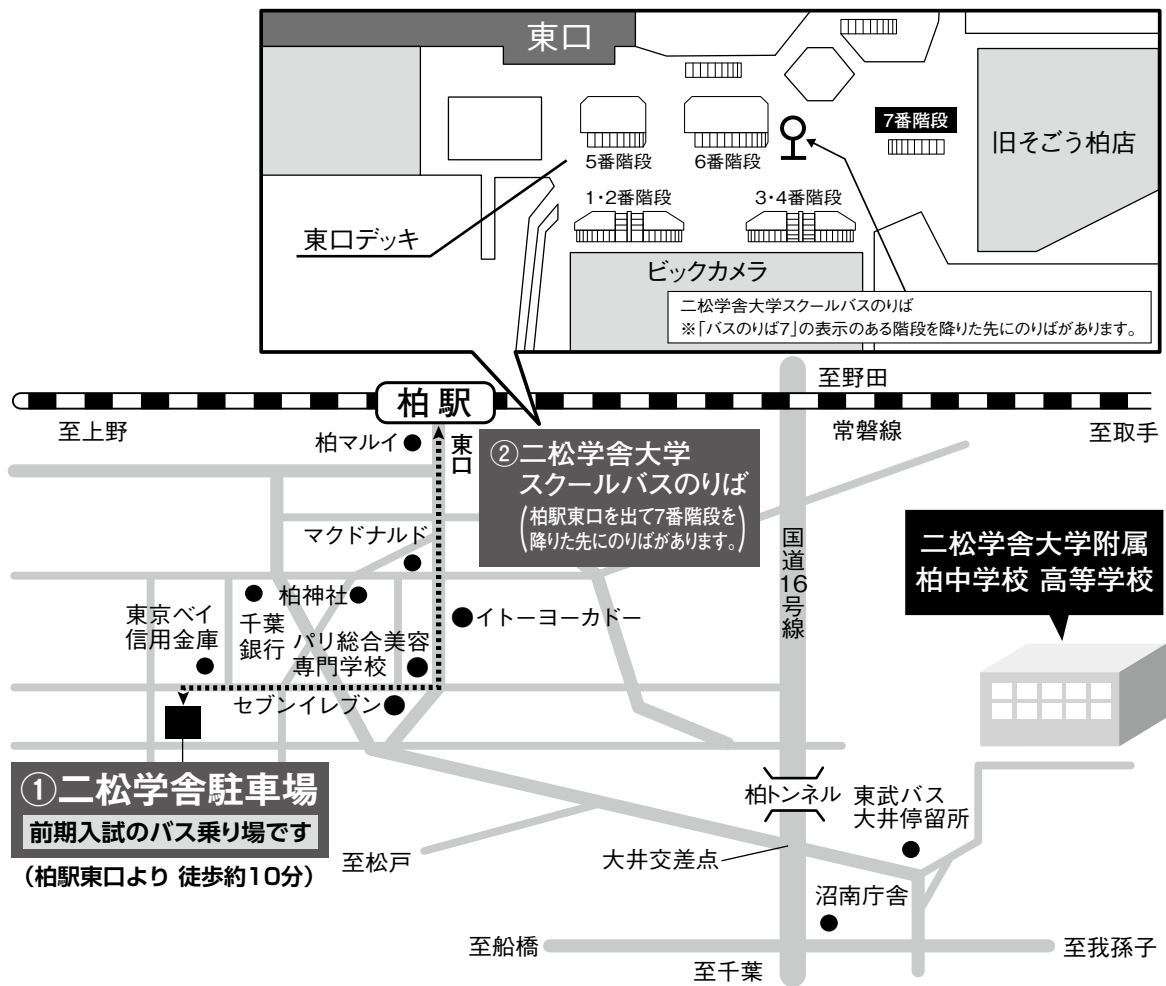 東口
7番階段
旧そごう柏店
5番階段
6番階段
1・2番階段
3・4番階段
東口デッキ
ビックカメラ
二松学舎大学スクールバスのりば
※「バスのりば7」の表示のある階段を降りた先にのりばがあります。
至野田
柏駅
至上野
常磐線
至取手
柏マルイ
東口
②二松学舎大学
スクールバスのりば
(柏駅東口を出て7番階段を
降りた先にのりばがあります。)
マクドナルド
国道16号線
二松学舎大学附属
柏中学校 高等学校
柏神社
東京ベイ
信用金庫
千葉
銀行
パリ総合美容
専門学校
イトーヨーカドー
セブンイレブン
①二松学舎駐車場
前期入試のバス乗り場です
(柏駅東口より 徒歩約10分)
柏トンネル
東武バス
大井停留所
至松戸
大井交差点
沼南庁舎
至船橋
至我孫子
至千葉